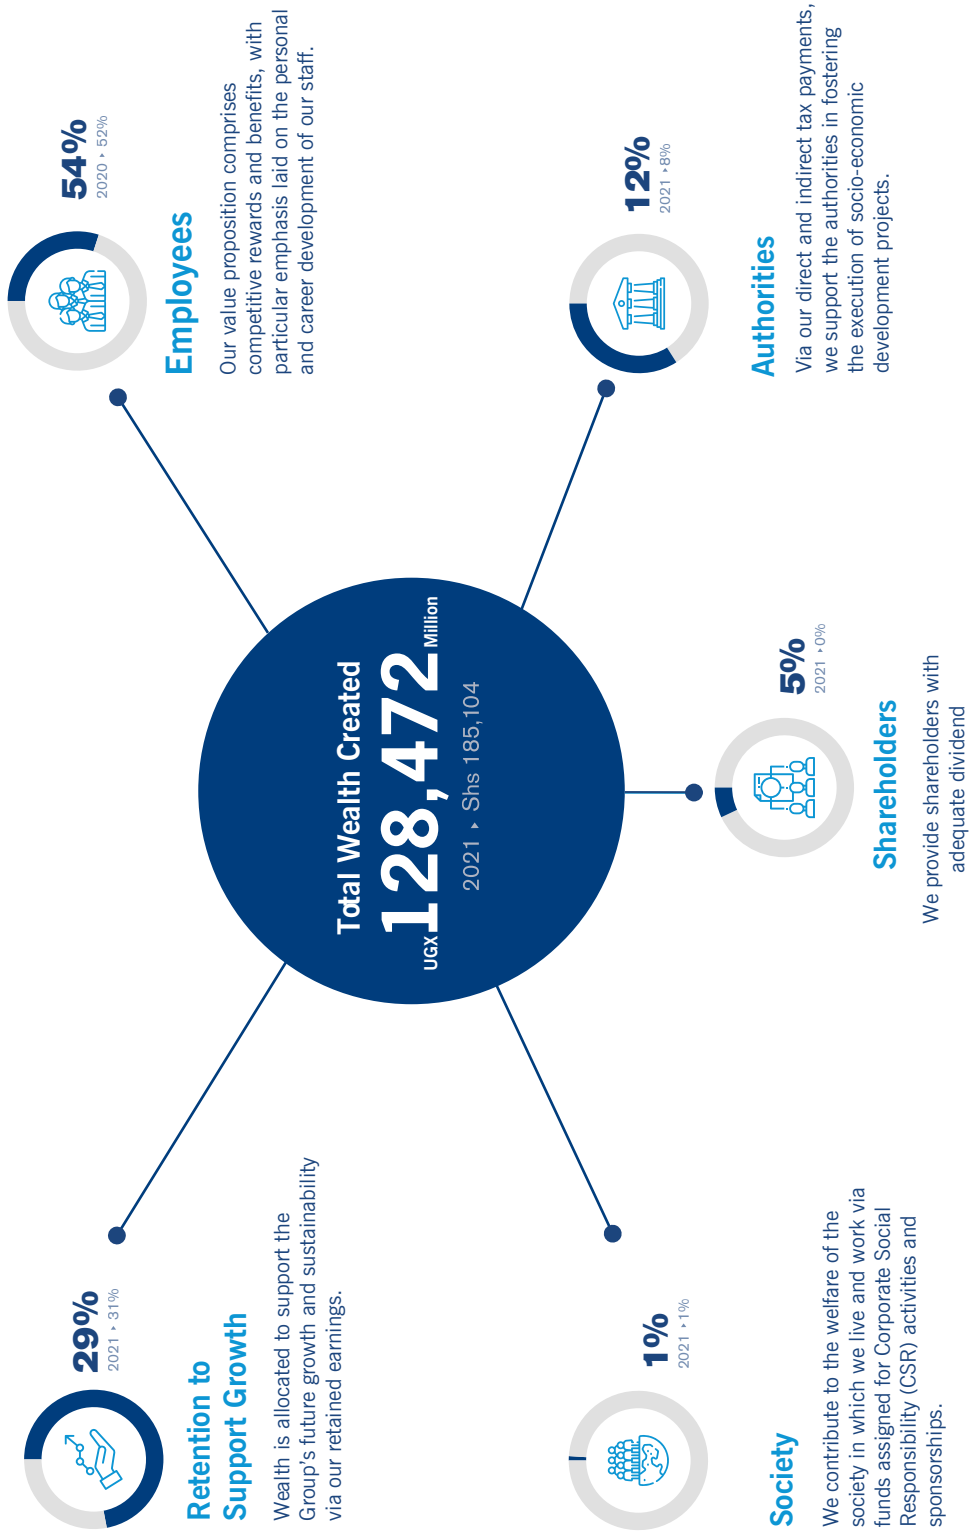 29%
2021 ▸ 31%
Retention to
Support Growth
Wealth is allocated to support the
Group's future growth and sustainability
via our retained earnings.
54%
2020 ▸ 52%
Employees
Our value proposition comprises
competitive rewards and benefits, with
particular emphasis laid on the personal
and career development of our staff.
Total Wealth Created
UGX 128,472 Million
2021 ▸ Shs 185,104
1%
2021 ▸ 1%
Society
We contribute to the welfare of the
society in which we live and work via
funds assigned for Corporate Social
Responsibility (CSR) activities and
sponsorships.
5%
2021 ▸ 0%
Shareholders
We provide shareholders with
adequate dividend
12%
2021 ▸ 8%
Authorities
Via our direct and indirect tax payments,
we support the authorities in fostering
the execution of socio-economic
development projects.